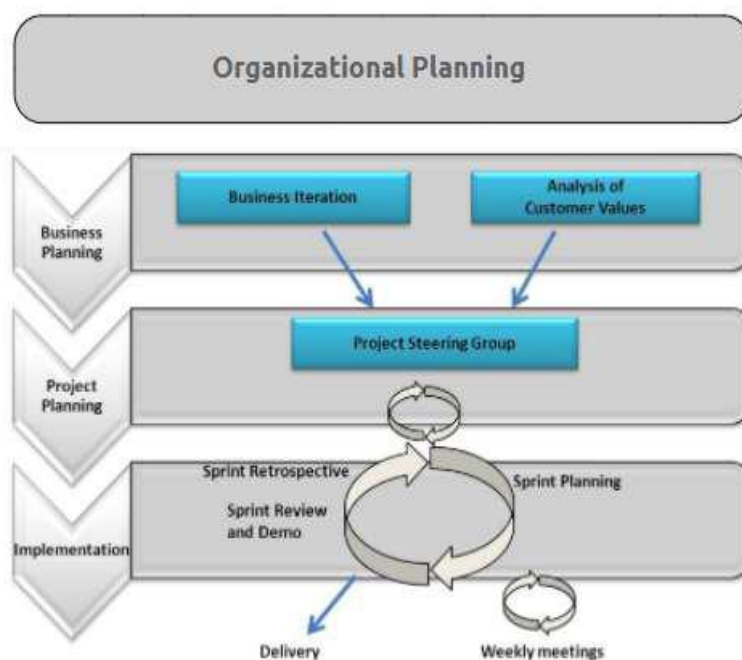 Organizational Planning
Business Iteration
Analysis of
Customer Values
Business
Planning
Project Steering Group
Project
Planning
Sprint Retrospective
Sprint Planning
Sprint Review
and Demo
Implementation
Delivery
Weekly meetings